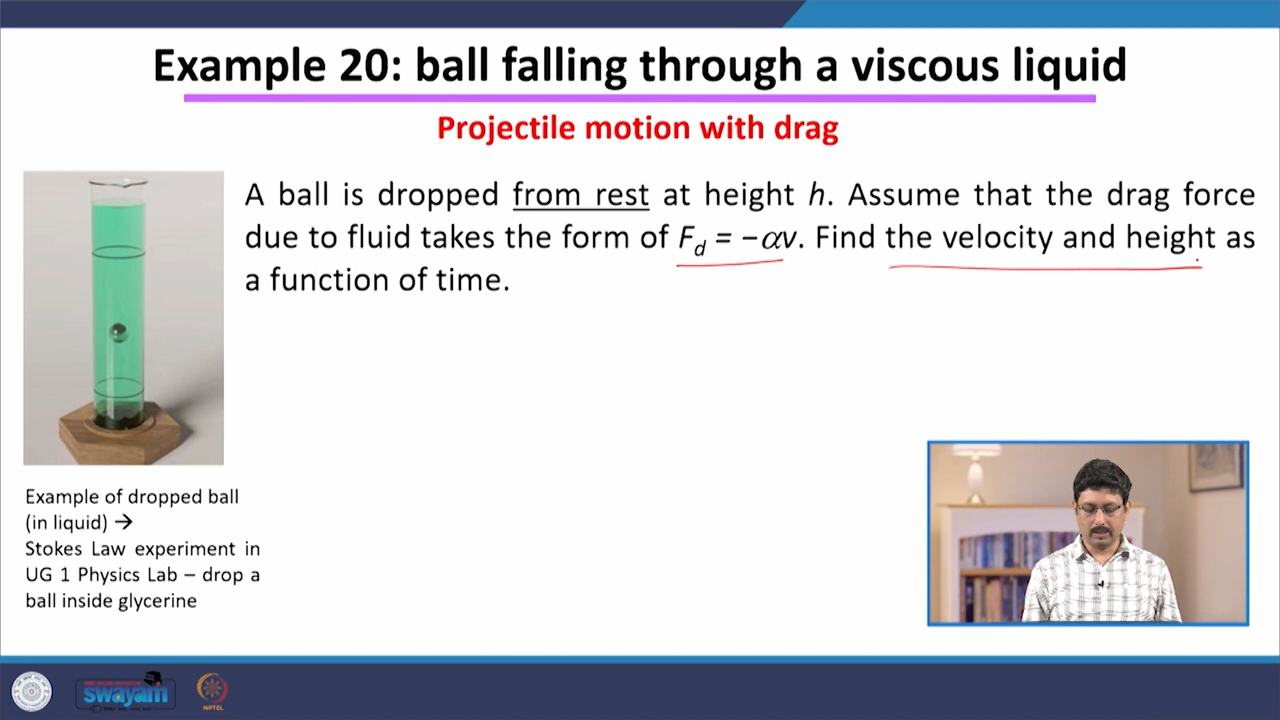 Example 20: ball falling through a viscous liquid
Projectile motion with drag
A ball is dropped from rest at height h. Assume that the drag force
due to fluid takes the form of Fd = −αv. Find the velocity and height as
a function of time.
Example of dropped ball
(in liquid) →
Stokes Law experiment in
UG 1 Physics Lab – drop a
ball inside glycerine
swayam
NPTEL